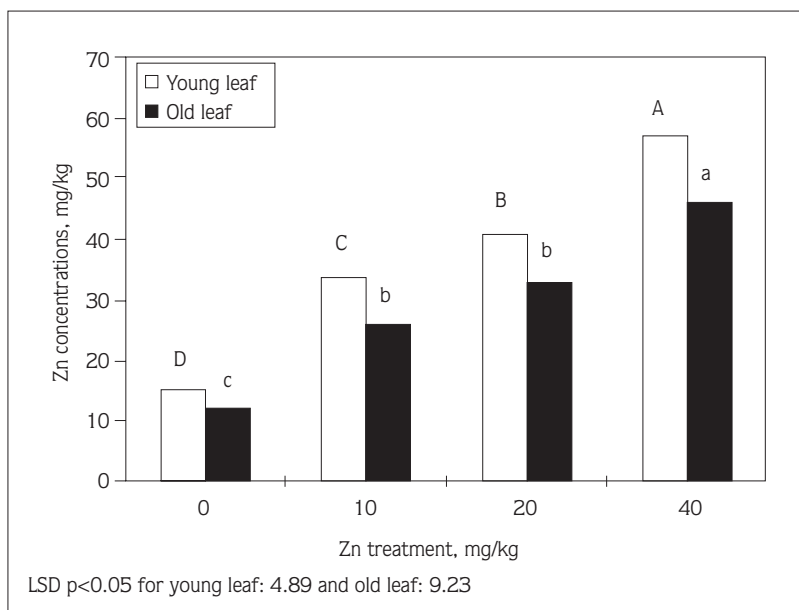 70
60
50
40
30
20
10
0
Zn concentrations, mg/kg
Young leaf
Old leaf
D
c
C
b
B
b
A
a
0 10 20 40
Zn treatment, mg/kg
LSD p<0.05 for young leaf: 4.89 and old leaf: 9.23